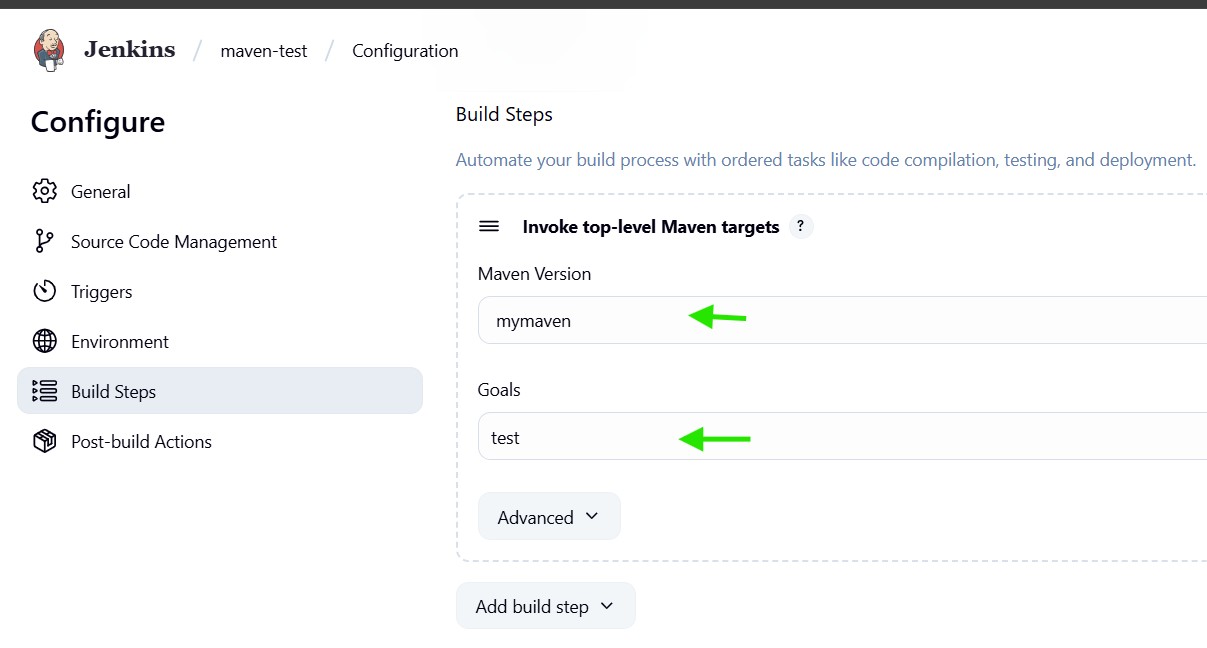 Jenkins / maven-test / Configuration
Configure
General
Source Code Management
Triggers
Environment
Build Steps
Post-build Actions
Build Steps
Automate your build process with ordered tasks like code compilation, testing, and deployment.
Invoke top-level Maven targets ?
Maven Version
mymaven
Goals
test
Advanced
Add build step